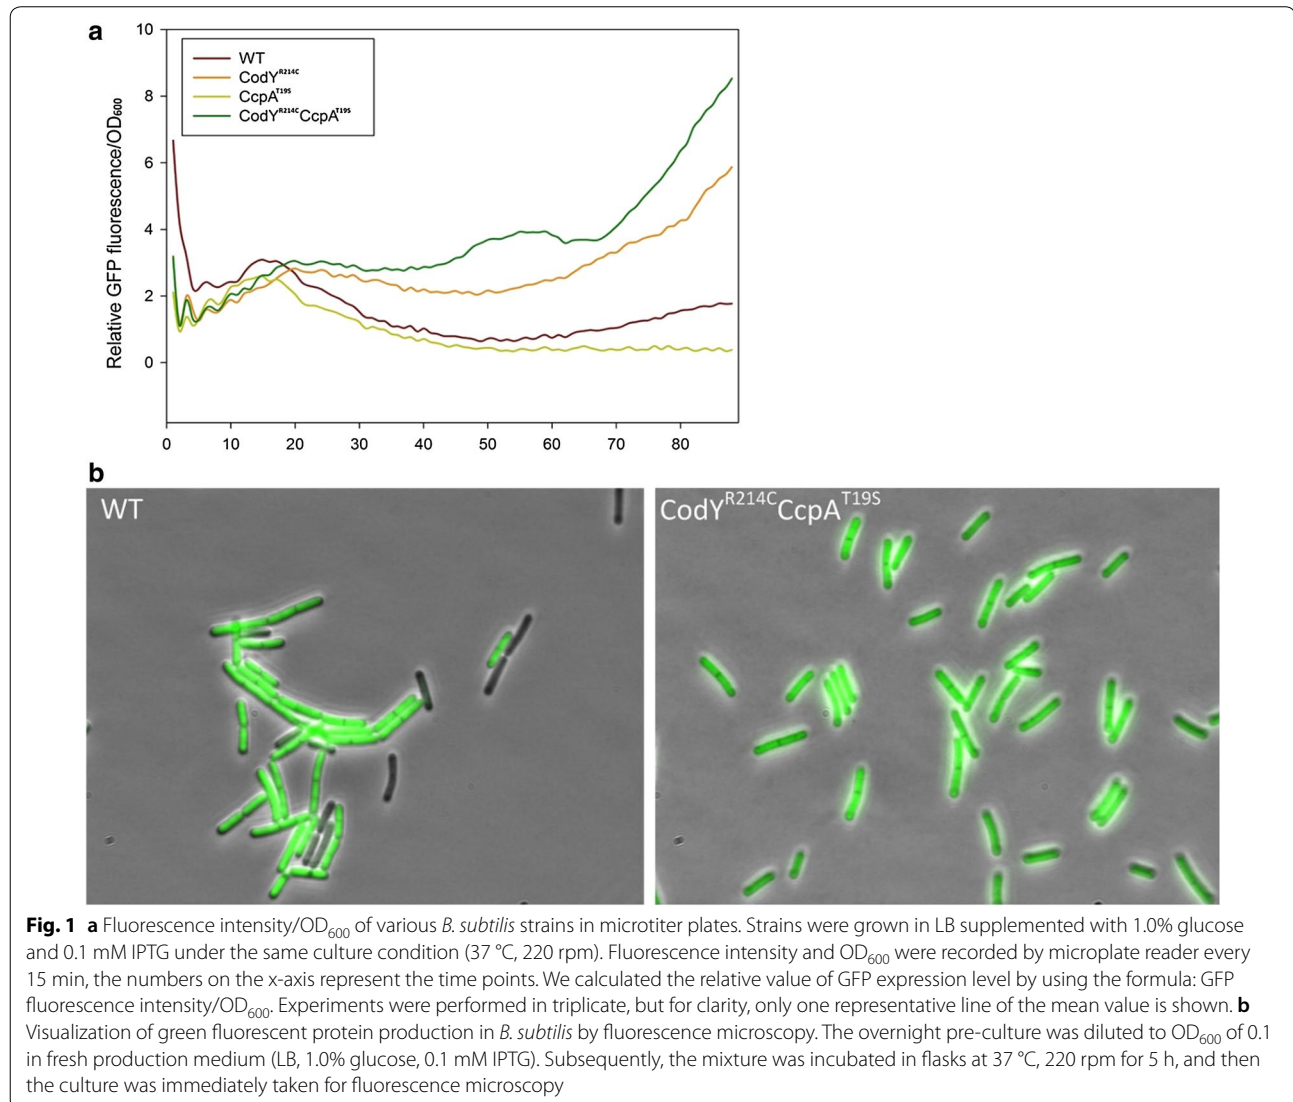 a
10
8
6
4
2
0
Relative GFP fluorescence/OD600
WT
CodYR214C
CcpAT19S
CodYR214CCcpAT19S
0 10 20 30 40 50 60 70 80
b
WT
CodYR214CCcpAT19S
Fig. 1 a Fluorescence intensity/OD600 of various B. subtilis strains in microtiter plates. Strains were grown in LB supplemented with 1.0% glucose
and 0.1 mM IPTG under the same culture condition (37 °C, 220 rpm). Fluorescence intensity and OD600 were recorded by microplate reader every
15 min, the numbers on the x-axis represent the time points. We calculated the relative value of GFP expression level by using the formula: GFP
fluorescence intensity/OD600. Experiments were performed in triplicate, but for clarity, only one representative line of the mean value is shown. b
Visualization of green fluorescent protein production in B. subtilis by fluorescence microscopy. The overnight pre-culture was diluted to OD600 of 0.1
in fresh production medium (LB, 1.0% glucose, 0.1 mM IPTG). Subsequently, the mixture was incubated in flasks at 37 °C, 220 rpm for 5 h, and then
the culture was immediately taken for fluorescence microscopy